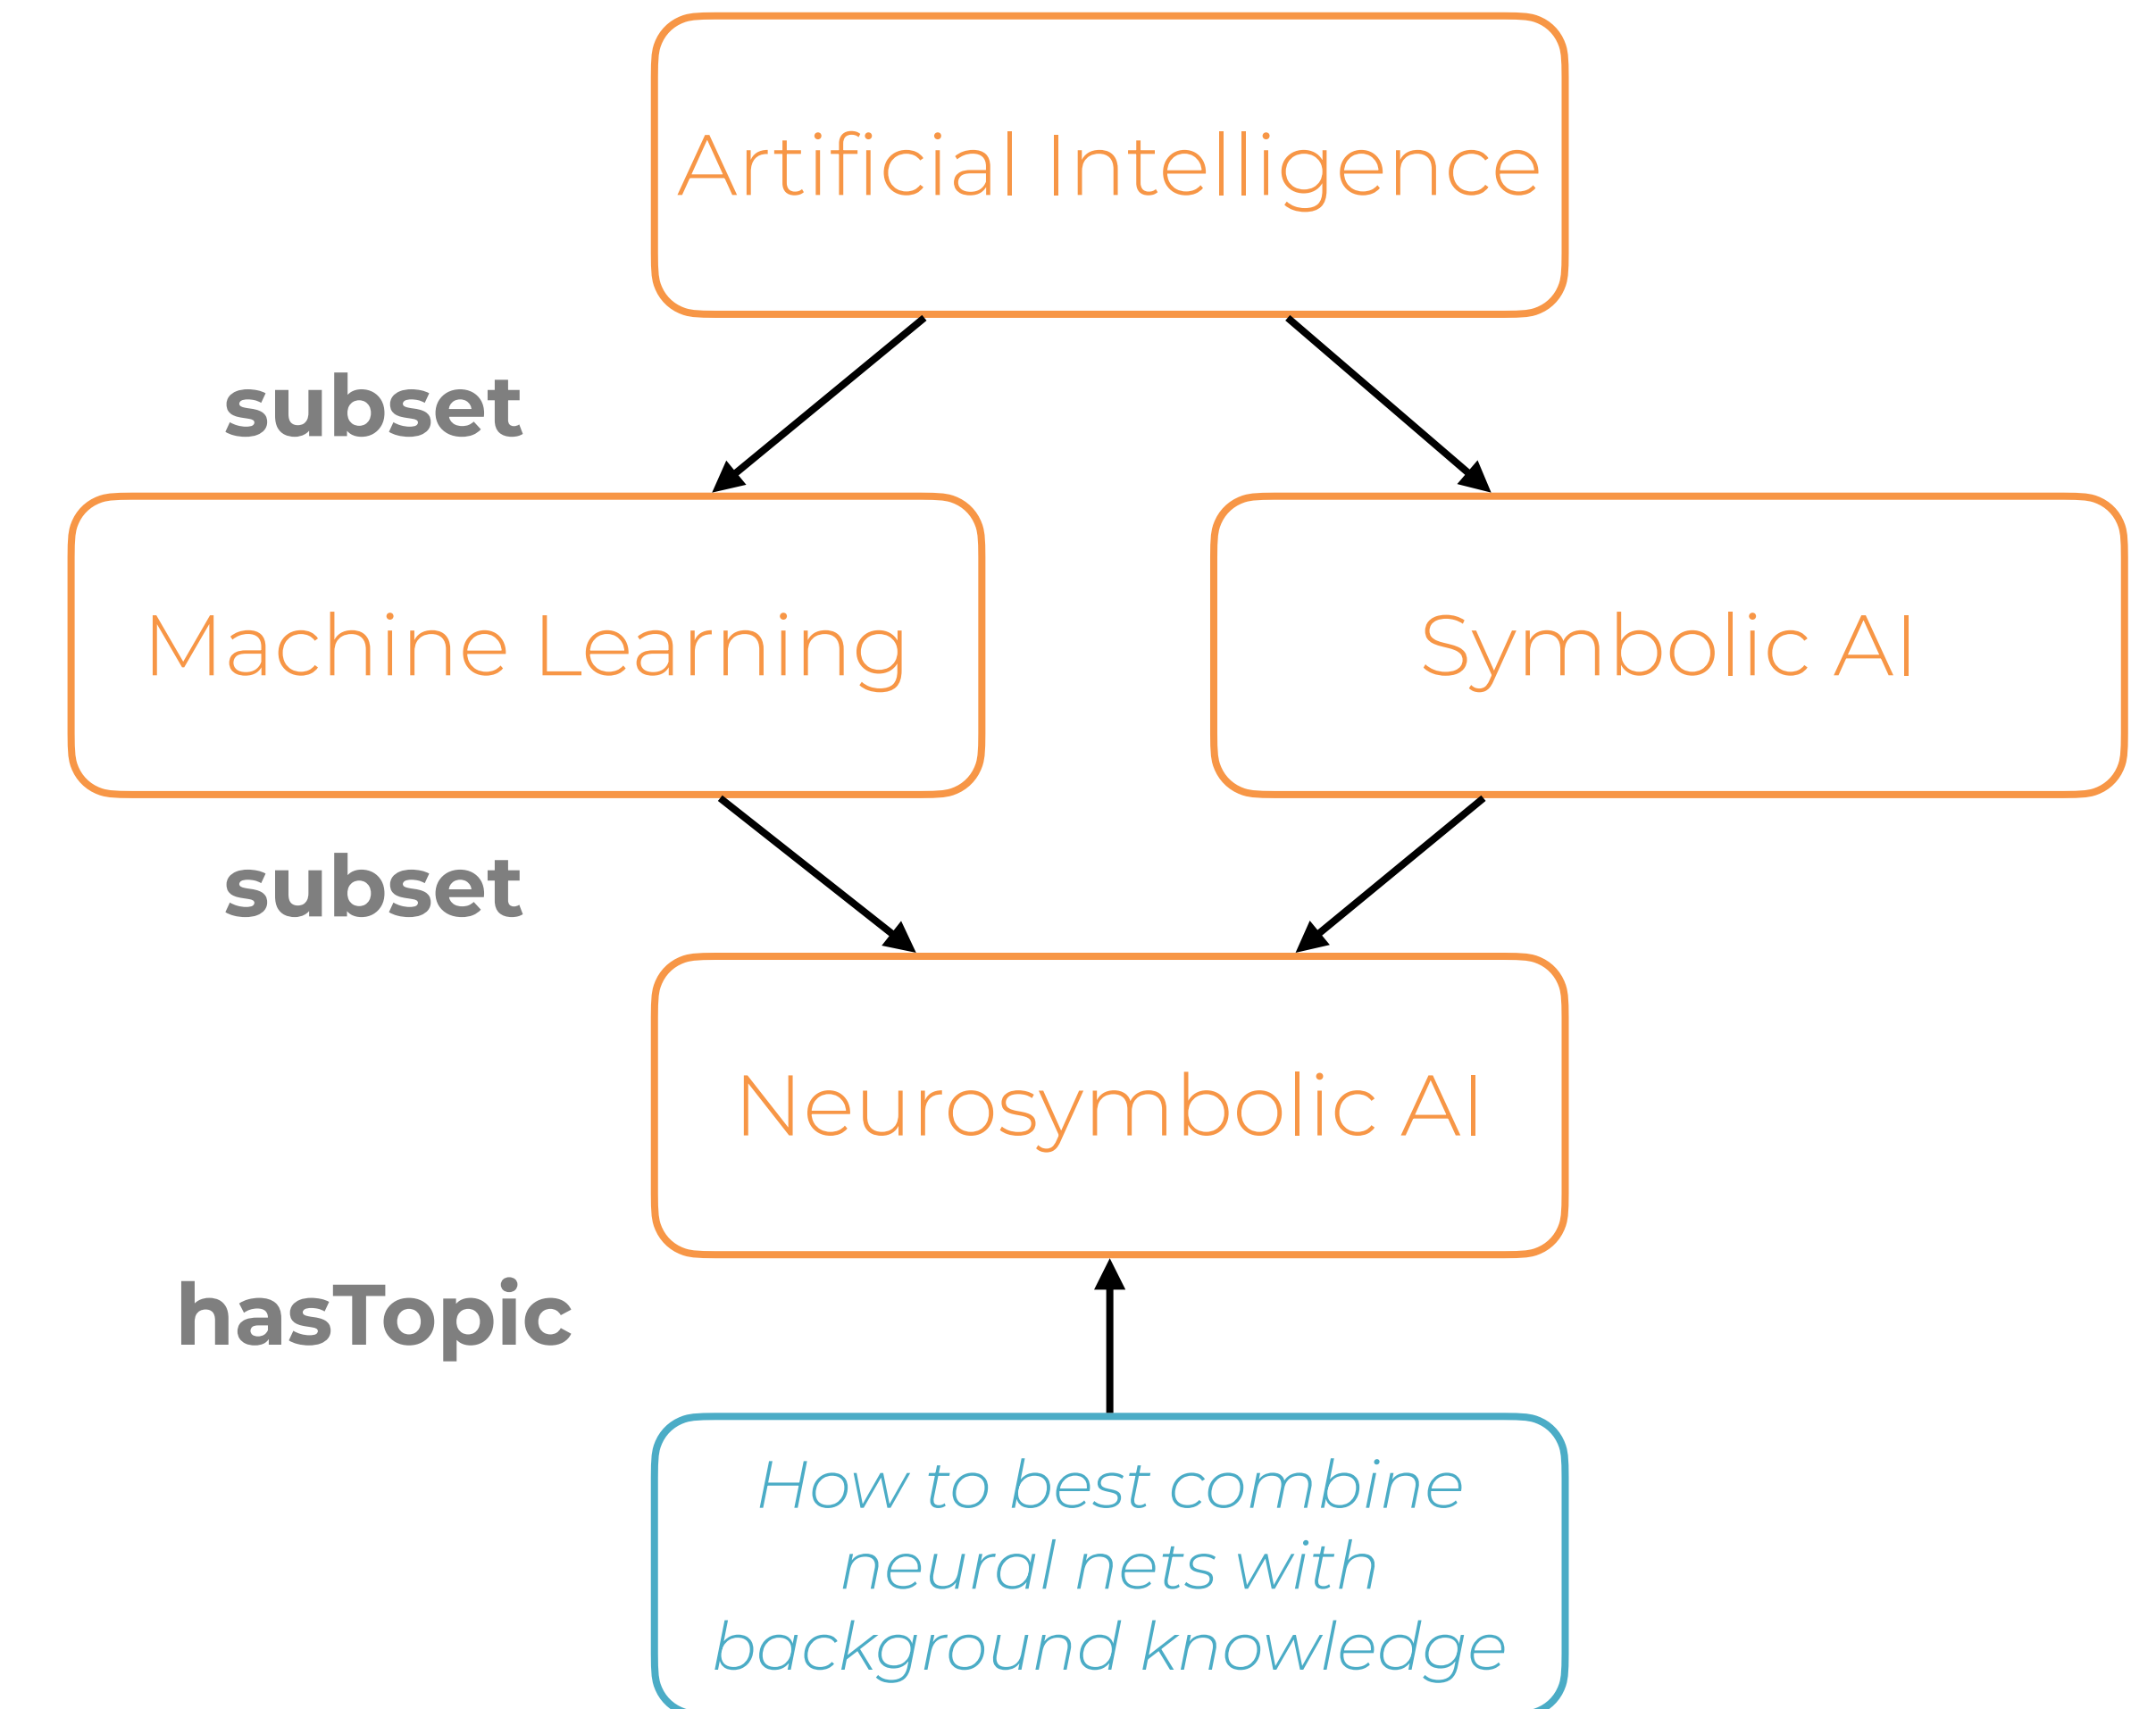 Artificial Intelligence
subset
Machine Learning
Symbolic AI
subset
Neurosymbolic AI
hasTopic
How to best combine
neural nets with
background knowledge